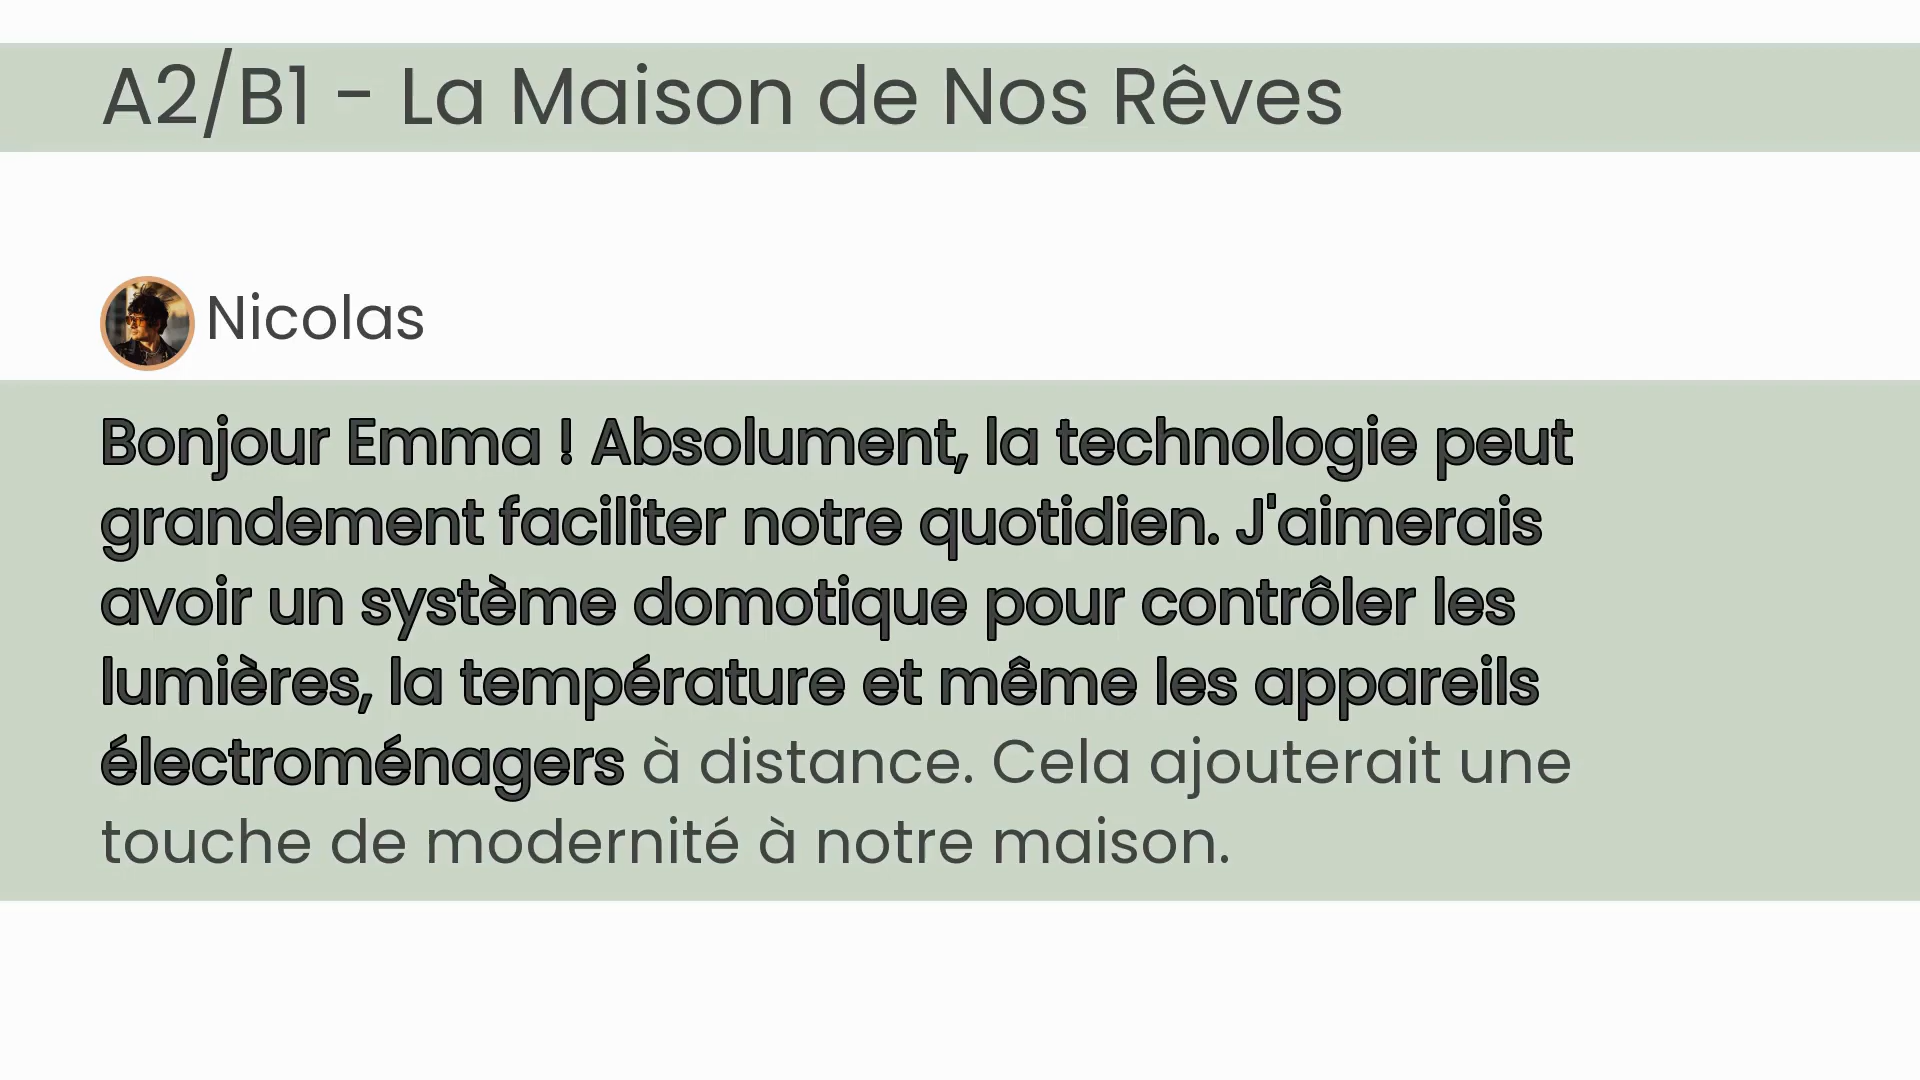 A2/B1 - La Maison de Nos Rêves
Nicolas
Bonjour Emma ! Absolument, la technologie peut
grandement faciliter notre quotidien. J'aimerais
avoir un système domotique pour contrôler les
lumières, la température et même les appareils
électroménagers à distance. Cela ajouterait une
touche de modernité à notre maison.